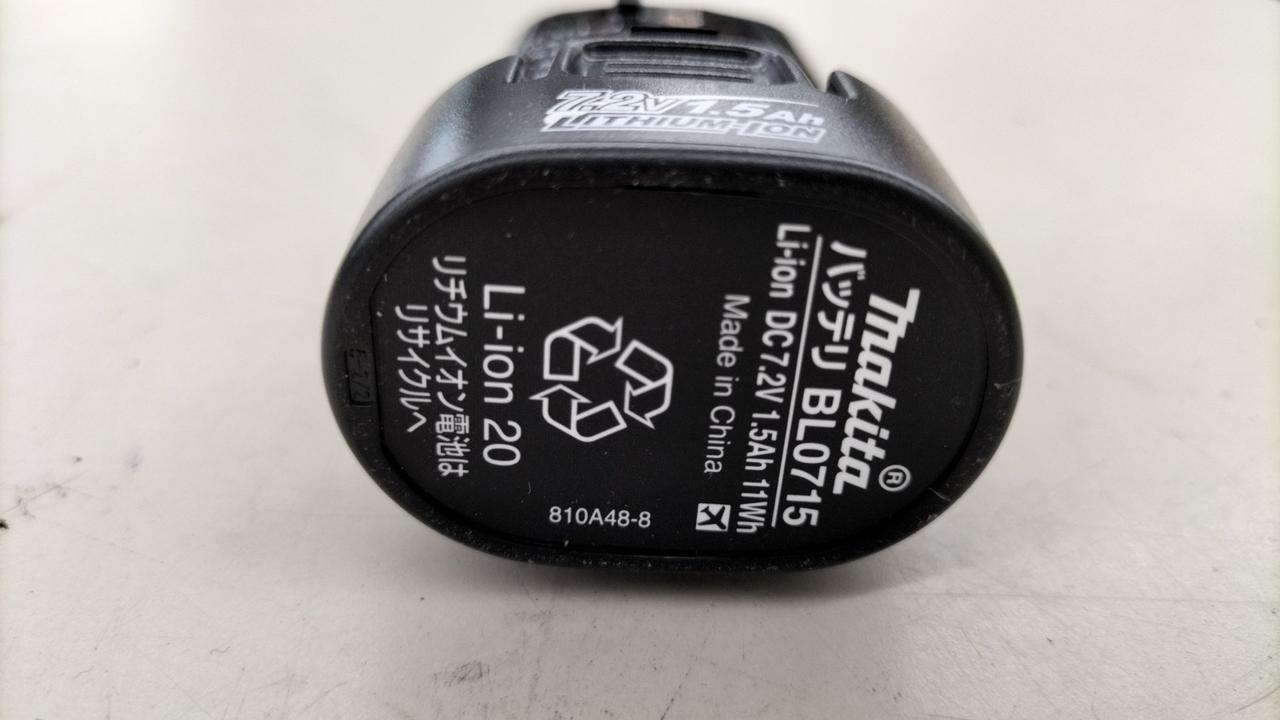 7.2V 1.5Ah
LITHIUM-ION
makita®
バッテリ BL0715
Li-ion DC7.2V 1.5Ah 11Wh
Made in China
810A48-8
Li-ion 20
リチウムイオン電池は
リサイクルへ